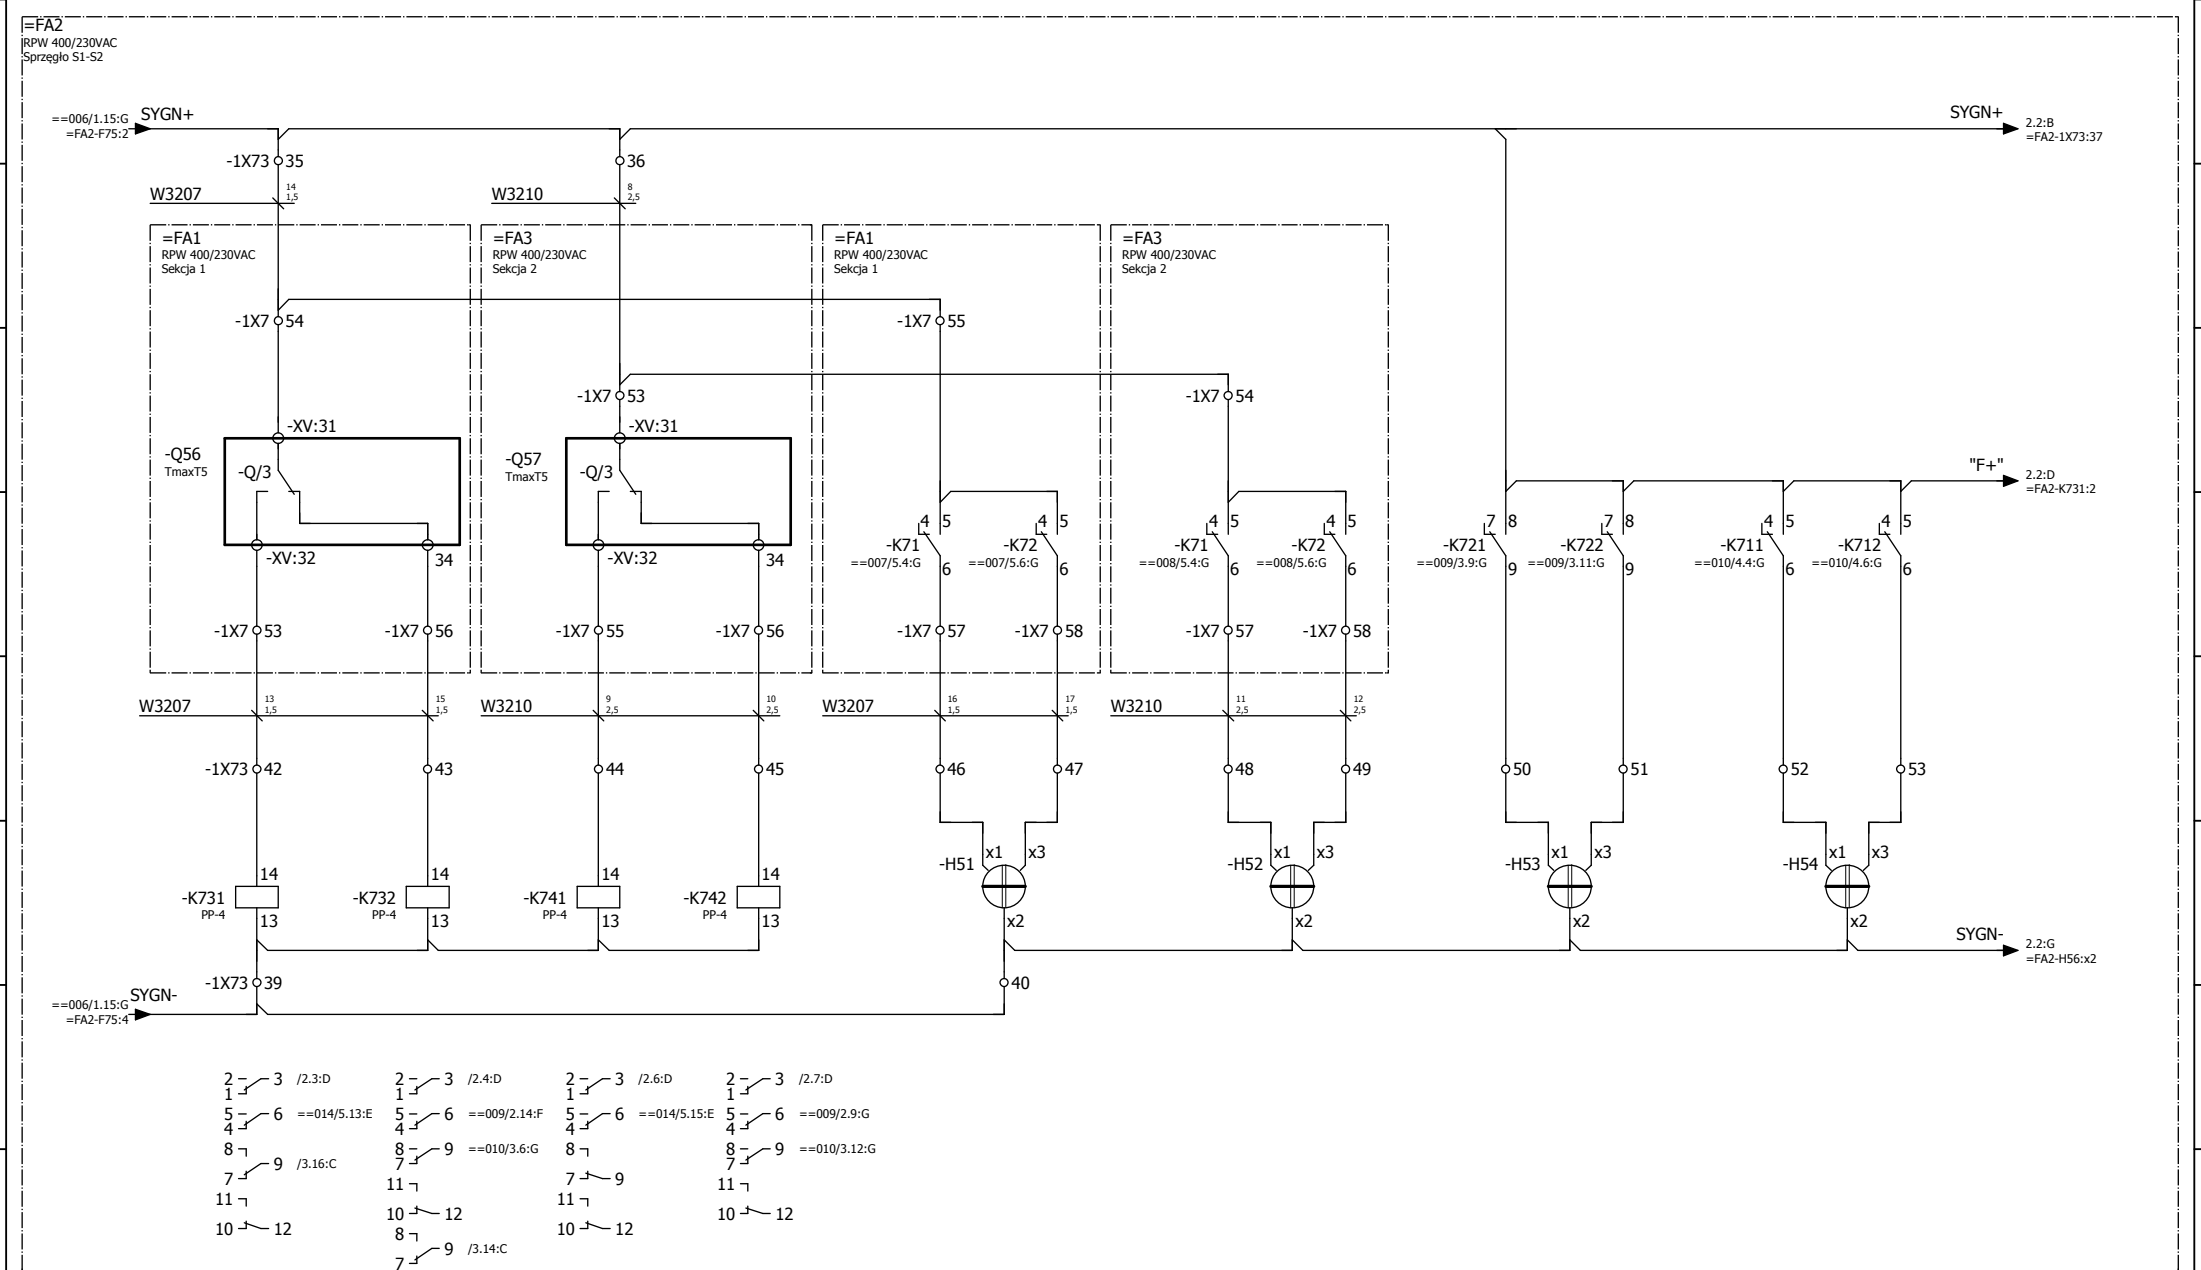 =FA2
RPW 400/230VAC
Sprzęgło S1-S2
==006/1.15:G SYGN+
=FA2-F75:2
SYGN+ 2.2:B
=FA2-1X73:37
-1X73 35
36
W3207 14
1,5
W3210 8
2,5
=FA1
RPW 400/230VAC
Sekcja 1
=FA3
RPW 400/230VAC
Sekcja 2
=FA1
RPW 400/230VAC
Sekcja 1
=FA3
RPW 400/230VAC
Sekcja 2
-1X7 54
-1X7 55
-1X7 53
-1X7 54
-XV:31
-XV:31
-Q56
TmaxT5
-Q/3
-Q57
TmaxT5
-Q/3
"F+" 2.2:D
=FA2-K731:2
4 5
4 5
4 5
4 5
7 8
7 8
4 5
4 5
-XV:32
34
-XV:32
34
-K71
==007/5.4:G
6
-K72
==007/5.6:G
6
-K71
==008/5.4:G
6
-K72
==008/5.6:G
6
-K721
==009/3.9:G
9
-K722
==009/3.11:G
9
-K711
==010/4.4:G
6
-K712
==010/4.6:G
6
-1X7 53
-1X7 56
-1X7 55
-1X7 56
-1X7 57
-1X7 58
-1X7 57
-1X7 58
W3207 13
1,5
15
1,5
W3210 9
2,5
10
2,5
W3207 16
1,5
17
1,5
W3210 11
2,5
12
2,5
-1X73 42
43
44
45
46
47
48
49
50
51
52
53
14
-K731
PP-4
13
14
-K732
PP-4
13
14
-K741
PP-4
13
14
-K742
PP-4
13
-H51 x1 x3
x2
-H52 x1 x3
x2
-H53 x1 x3
x2
-H54 x1 x3
x2
SYGN- 2.2:G
=FA2-H56:x2
-1X73 39
40
==006/1.15:G SYGN-
=FA2-F75:4
2 3 /2.3:D
1
5 6 ==014/5.13:E
4
8
9 /3.16:C
7
11
10 12
2 3 /2.4:D
1
5 6 ==009/2.14:F
4
8 9 ==010/3.6:G
7
11
10 12
8
9 /3.14:C
7
2 3 /2.6:D
1
5 6 ==014/5.15:E
4
8
7 9
11
10 12
2 3 /2.7:D
1
5 6 ==009/2.9:G
4
8 9 ==010/3.12:G
7
11
10 12